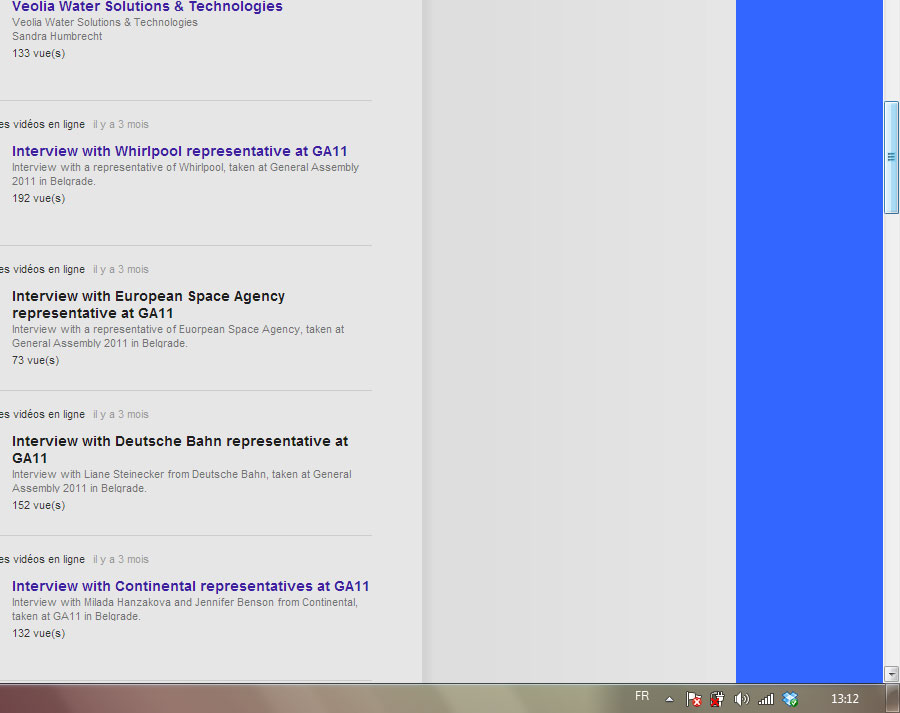 Veolia Water Solutions & Technologies
Veolia Water Solutions & Technologies
Sandra Humbrecht
133 vue(s)
es vidéos en ligne il y a 3 mois
Interview with Whirlpool representative at GA11
Interview with a representative of Whirlpool, taken at General Assembly
2011 in Belgrade.
192 vue(s)
es vidéos en ligne il y a 3 mois
Interview with European Space Agency
representative at GA11
Interview with a representative of Euorpean Space Agency, taken at
General Assembly 2011 in Belgrade.
73 vue(s)
es vidéos en ligne il y a 3 mois
Interview with Deutsche Bahn representative at
GA11
Interview with Liane Steinecker from Deutsche Bahn, taken at General
Assembly 2011 in Belgrade.
152 vue(s)
es vidéos en ligne il y a 3 mois
Interview with Continental representatives at GA11
Interview with Milada Hanzakova and Jennifer Benson from Continental,
taken at GA11 in Belgrade.
132 vue(s)
FR 13:12